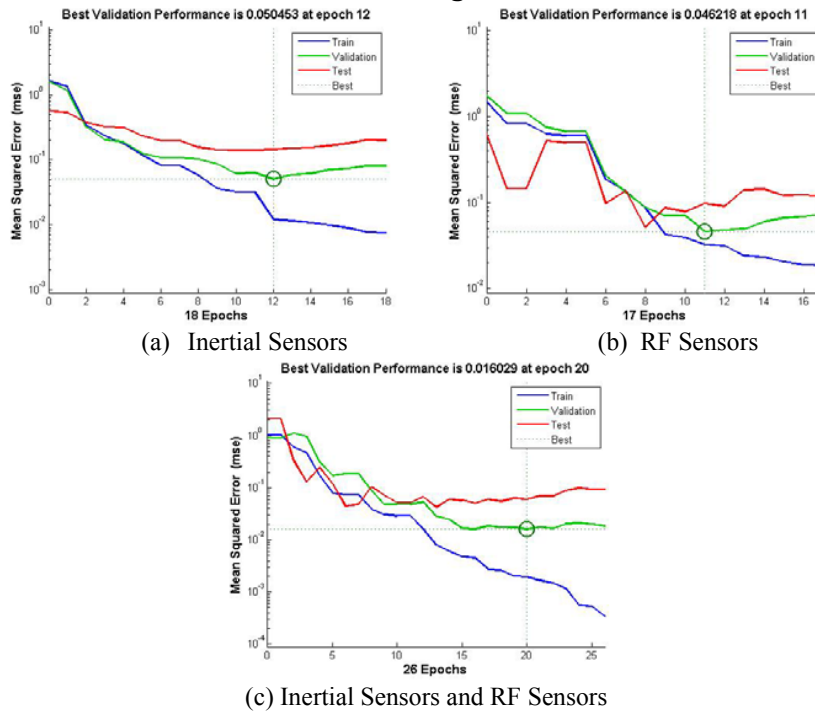 Best Validation Performance is 0.050453 at epoch 12
Mean Squared Error (mse)
10^1
10^0
10^-1
10^-2
10^-3
Train
Validation
Test
Best
0 2 4 6 8 10 12 14 16 18
18 Epochs
(a) Inertial Sensors
Best Validation Performance is 0.046218 at epoch 11
Mean Squared Error (mse)
10^1
10^0
10^-1
10^-2
Train
Validation
Test
Best
0 2 4 6 8 10 12 14 16
17 Epochs
(b) RF Sensors
Best Validation Performance is 0.016029 at epoch 20
Mean Squared Error (mse)
10^1
10^0
10^-1
10^-2
10^-3
10^-4
Train
Validation
Test
Best
0 5 10 15 20 25
26 Epochs
(c) Inertial Sensors and RF Sensors